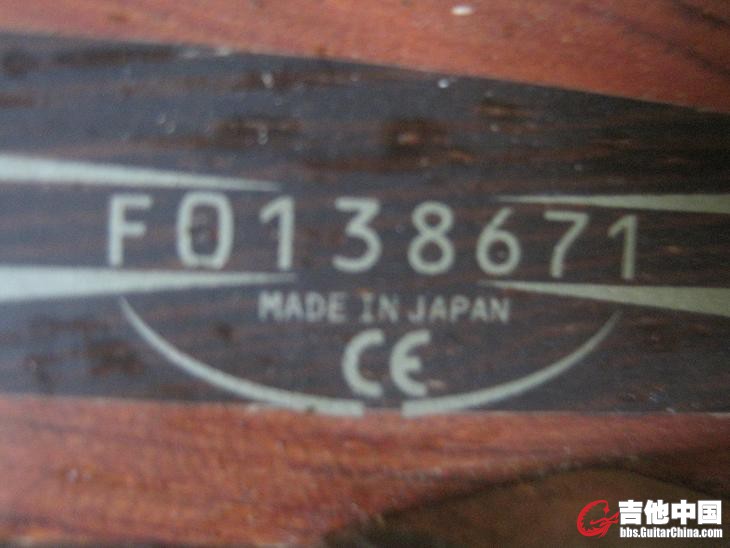 F0138671
MADE IN JAPAN
CE
吉他中国
bbs.GuitarChina.com